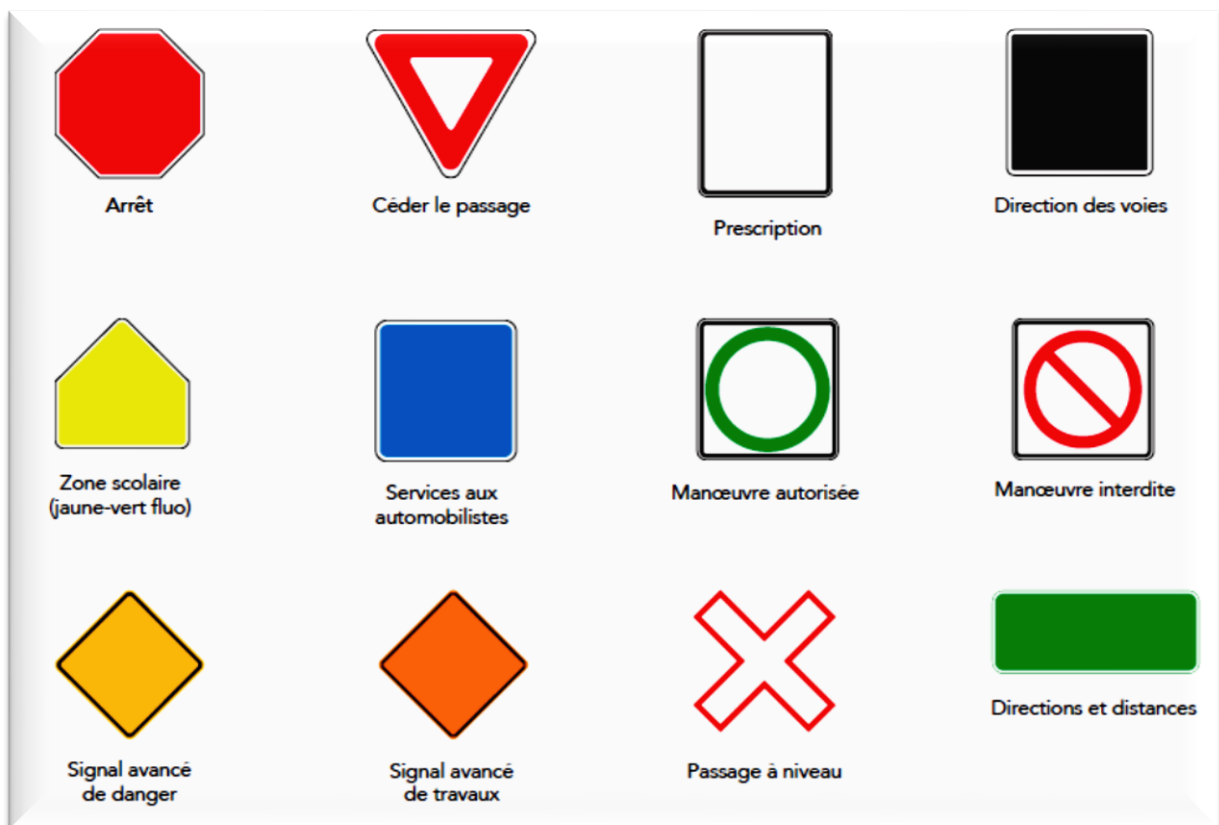 Arrêt
Céder le passage
Prescription
Direction des voies
Zone scolaire
(jaune-vert fluo)
Services aux
automobilistes
Manœuvre autorisée
Manœuvre interdite
Signal avancé
de danger
Signal avancé
de travaux
Passage à niveau
Directions et distances